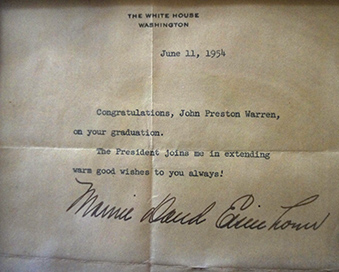 THE WHITE HOUSE
WASHINGTON
June 11, 1954
Congratulations, John Preston Warren,
on your graduation.
The President joins me in extending
warm good wishes to you always!
Mamie Doud Eisenhower